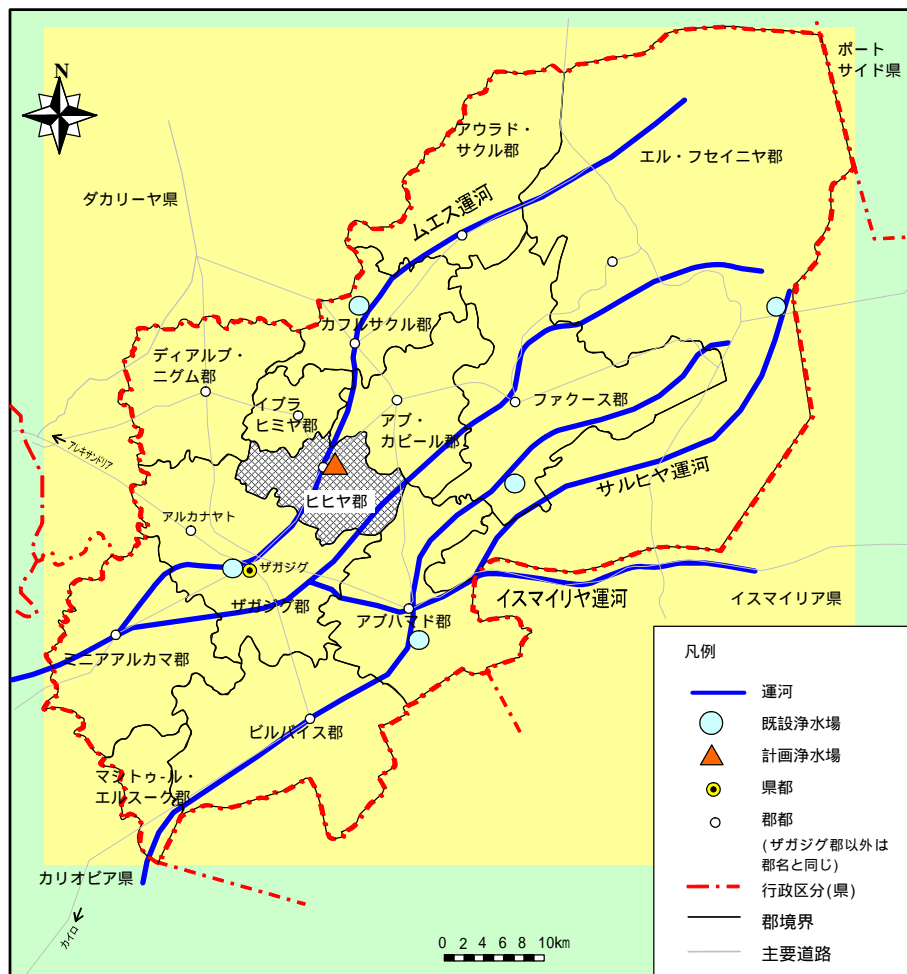 ポート
サイド県
N
アウラド・
サクル郡
エル・フセイニヤ郡
ダカリーヤ県
ムエス運河
カフルサクル郡
ディアルブ・
ニグム郡
イブラ
ヒミヤ郡
アブ・
カビール郡
ファクース郡
アレキサンドリア
サルヒヤ運河
ヒヒヤ郡
アルカナヤト
ザガジグ
ザガジグ郡
アブハマド郡
イスマイリヤ運河
イスマイリア県
ミニアアルカマ郡
ビルバイス郡
マシトゥール・
エルスーク郡
カリオビア県
カイロ
0 2 4 6 8 10km
凡例
運河
既設浄水場
計画浄水場
県都
郡都
(ザガジグ郡以外は
郡名と同じ)
行政区分(県)
郡境界
主要道路